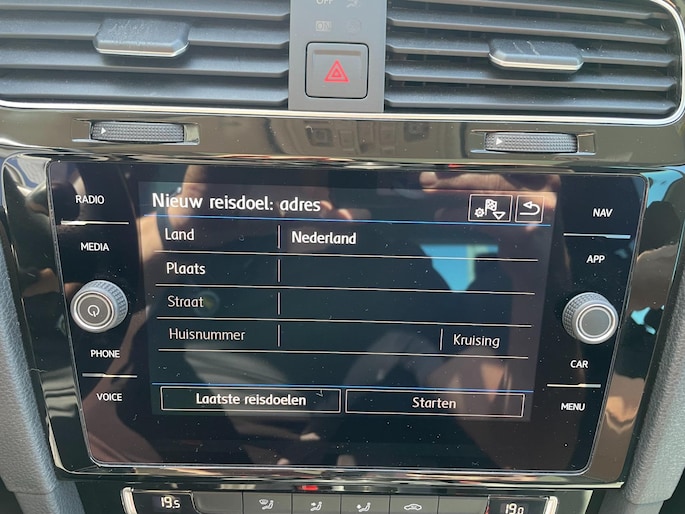 OFF
RADIO
MEDIA
PHONE
VOICE
Nieuw reisdoel: adres
Land Nederland
Plaats
Straat
Huisnummer Kruising
Laatste reisdoelen Starten
NAV
APP
CAR
MENU
19.5 19.0